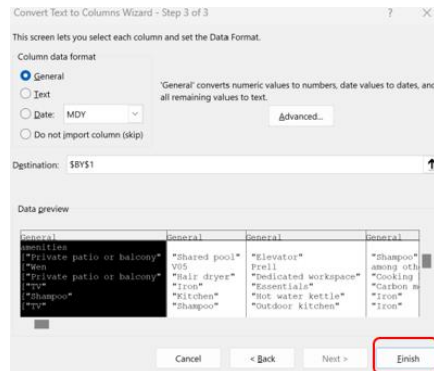 Convert Text to Columns Wizard - Step 3 of 3 ? ×
This screen lets you select each column and set the Data Format.
Column data format
General
Text
Date: MDY
Do not import column (skip)
'General' converts numeric values to numbers, date values to dates, and
all remaining values to text.
Advanced...
Destination: $BY$1
Data preview
General General General General
amenities
["Private patio or balcony" "Shared pool" "Elevator" "Shampoo"
["Wen V05 Prell among oth
["Private patio or balcony" "Hair dryer" "Dedicated workspace" "Cooking
["TV" "Iron" "Essentials" "Carbon m
["Shampoo" "Kitchen" "Hot water kettle" "Iron"
["TV" "Shampoo" "Outdoor kitchen" "Iron"
Cancel < Back Next > Finish